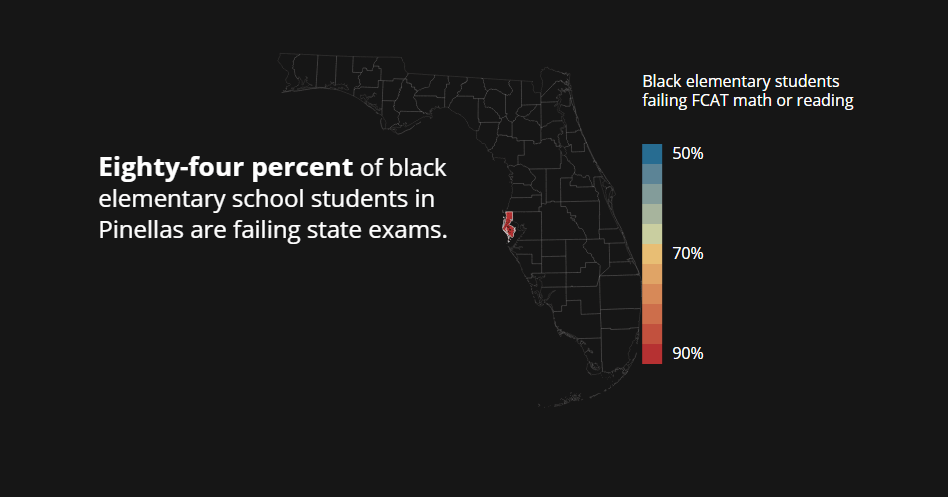 Black elementary students
failing FCAT math or reading
Eighty-four percent of black
elementary school students in
Pinellas are failing state exams.
50%
70%
90%